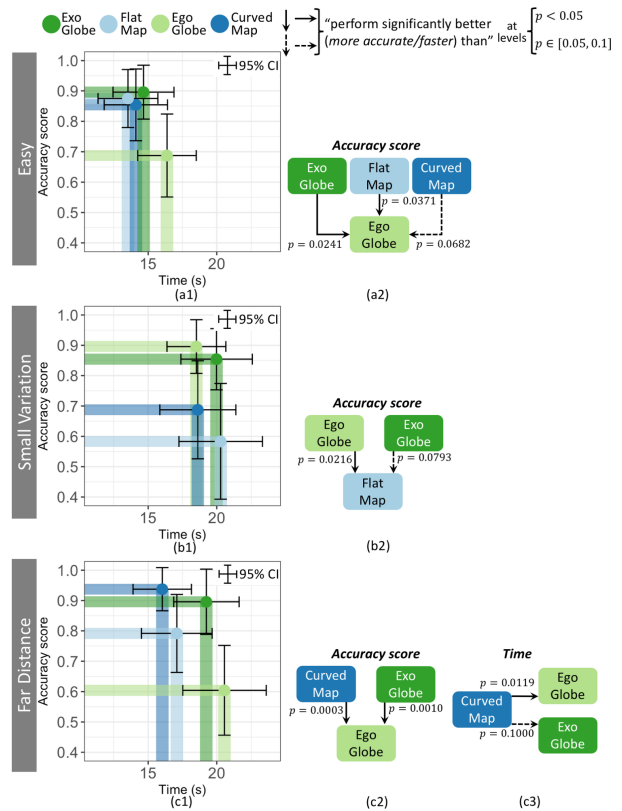 Exo Globe
Flat Map
Ego Globe
Curved Map
"perform significantly better
(more accurate/faster) than"
at levels
p < 0.05
p ∈ [0.05, 0.1]
Easy
Accuracy score
1.0
0.9
0.8
0.7
0.6
0.5
0.4
95% CI
15
20
Time (s)
(a1)
Accuracy score
Exo Globe
Flat Map
Curved Map
p = 0.0371
Ego Globe
p = 0.0241
p = 0.0682
(a2)
Small Variation
Accuracy score
1.0
0.9
0.8
0.7
0.6
0.5
0.4
95% CI
15
20
Time (s)
(b1)
Accuracy score
Ego Globe
Exo Globe
p = 0.0216
p = 0.0793
Flat Map
(b2)
Far Distance
Accuracy score
1.0
0.9
0.8
0.7
0.6
0.5
0.4
95% CI
15
20
Time (s)
(c1)
Accuracy score
Curved Map
Exo Globe
p = 0.0003
p = 0.0010
Ego Globe
(c2)
Time
p = 0.0119
Ego Globe
Curved Map
p = 0.1000
Exo Globe
(c3)